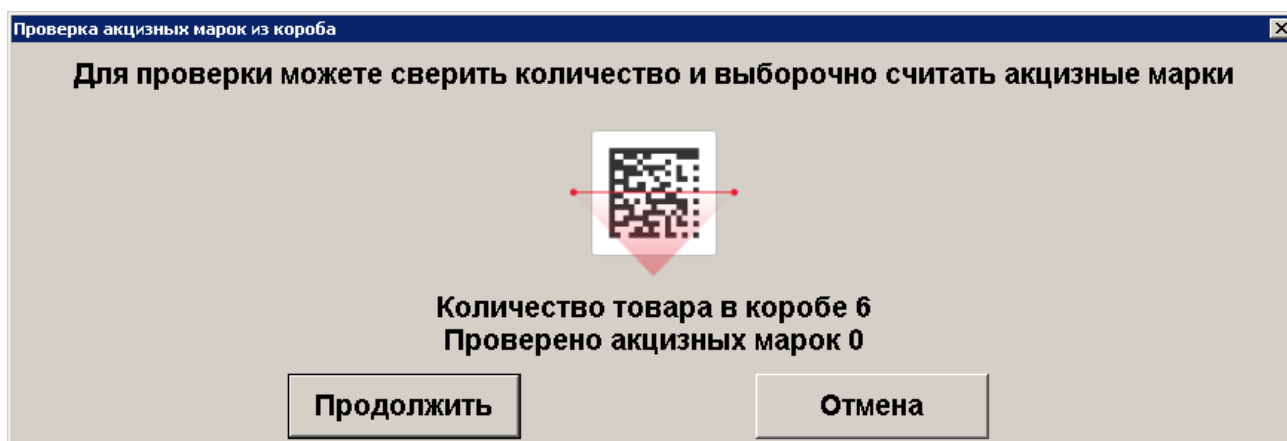 Проверка акцизных марок из короба
Для проверки можете сверить количество и выборочно считать акцизные марки
Количество товара в коробе 6
Проверено акцизных марок 0
Продолжить
Отмена